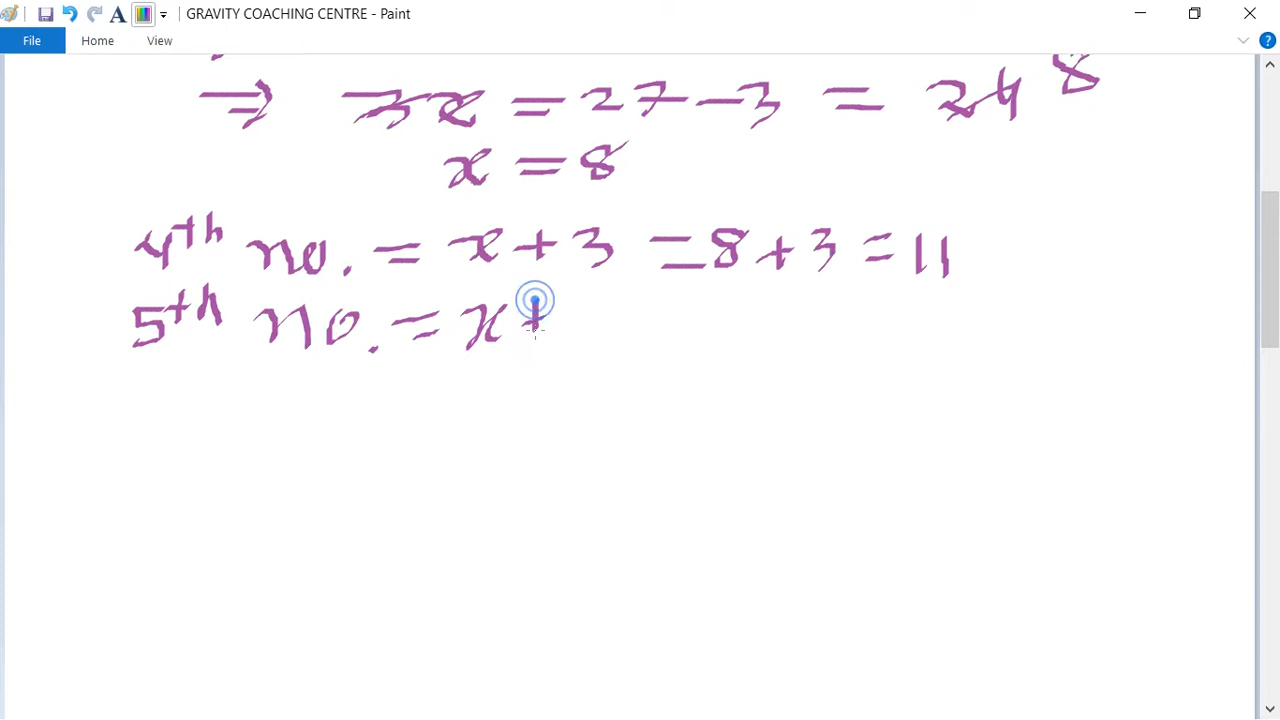 GRAVITY COACHING CENTRE - Paint
File Home View
⇒ 3x = 27 - 3 = 24 8
x = 8
4th no. = x + 3 = 8 + 3 = 11
5th no. = x +